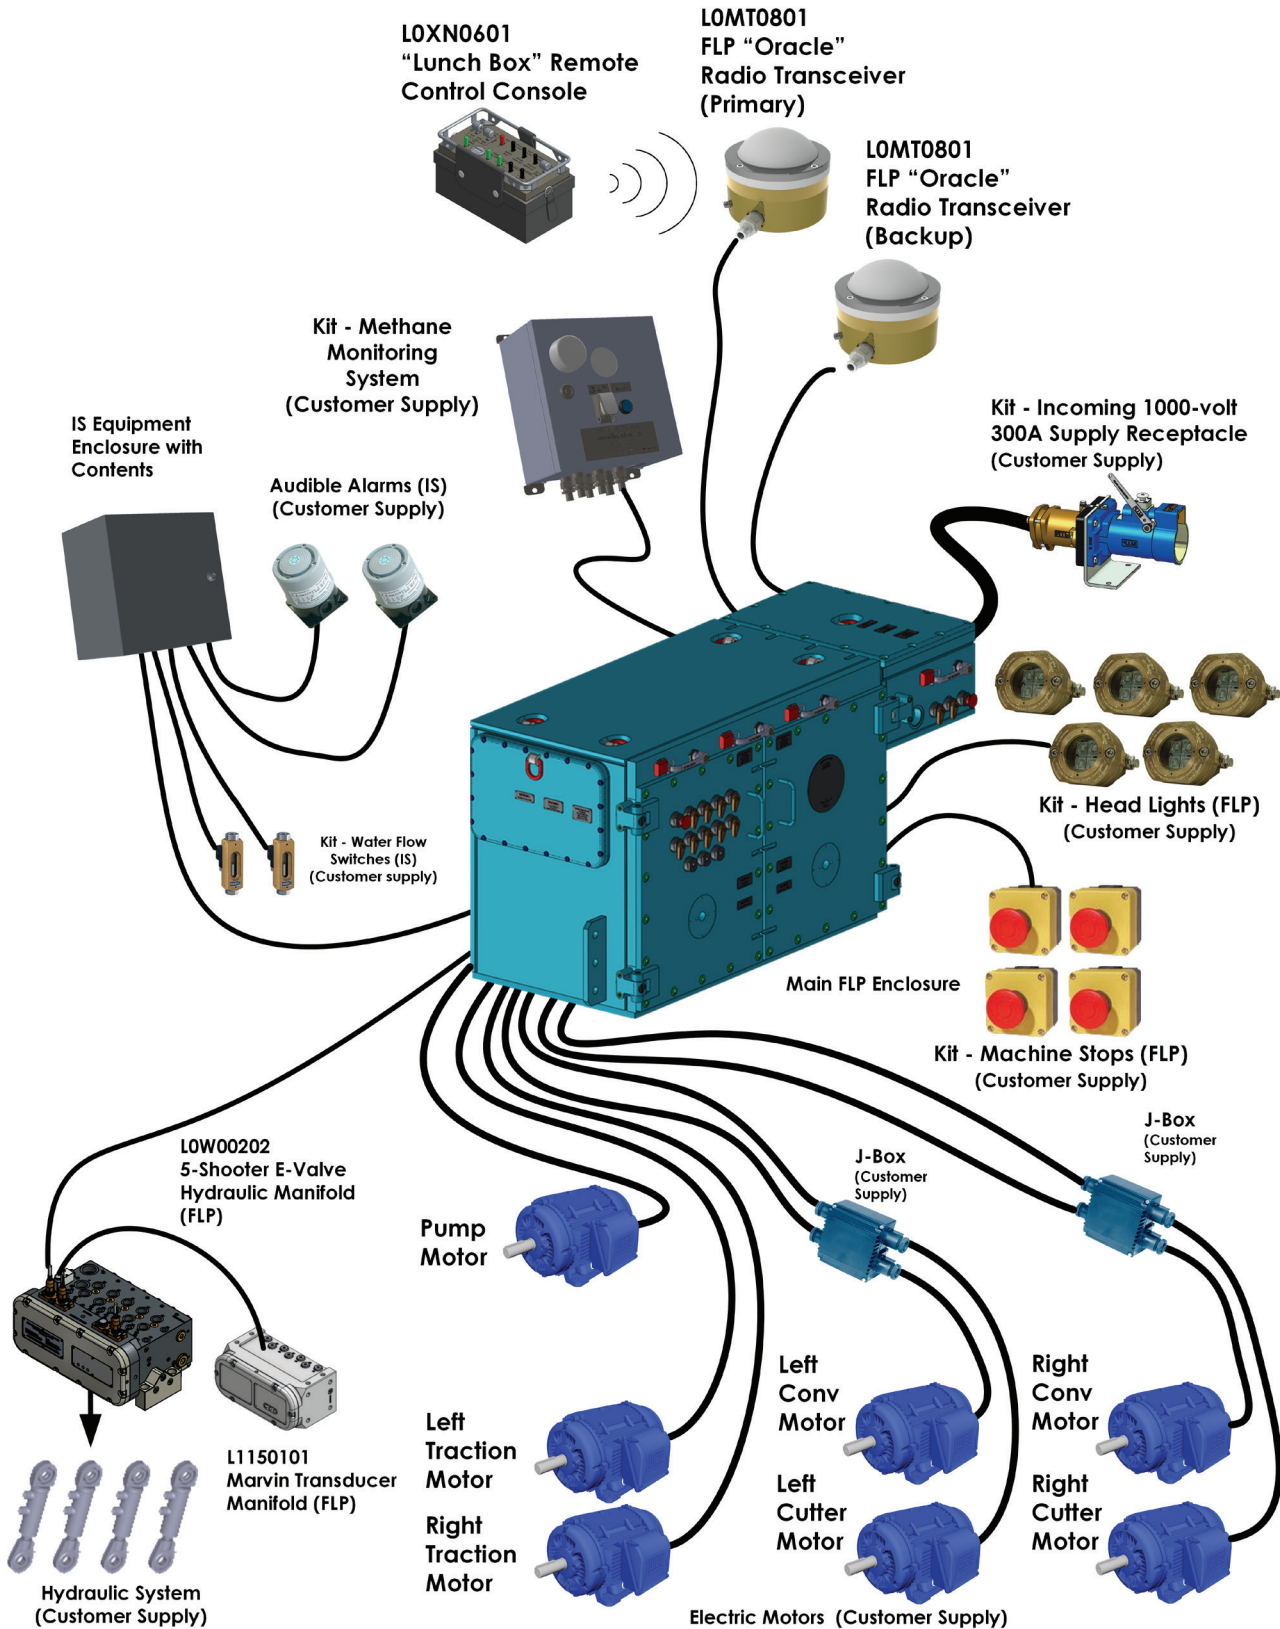 L0XN0601
“Lunch Box” Remote
Control Console
L0MT0801
FLP “Oracle”
Radio Transceiver
(Primary)
L0MT0801
FLP “Oracle”
Radio Transceiver
(Backup)
Kit - Methane
Monitoring
System
(Customer Supply)
IS Equipment
Enclosure with
Contents
Audible Alarms (IS)
(Customer Supply)
Kit - Incoming 1000-volt
300A Supply Receptacle
(Customer Supply)
Kit - Head Lights (FLP)
(Customer Supply)
Kit - Water Flow
Switches (IS)
(Customer supply)
Main FLP Enclosure
Kit - Machine Stops (FLP)
(Customer Supply)
L0W00202
5-Shooter E-Valve
Hydraulic Manifold
(FLP)
J-Box
(Customer
Supply)
J-Box
(Customer
Supply)
Pump
Motor
Left
Traction
Motor
Right
Traction
Motor
Left
Conv
Motor
Left
Cutter
Motor
Right
Conv
Motor
Right
Cutter
Motor
L1150101
Marvin Transducer
Manifold (FLP)
Hydraulic System
(Customer Supply)
Electric Motors (Customer Supply)